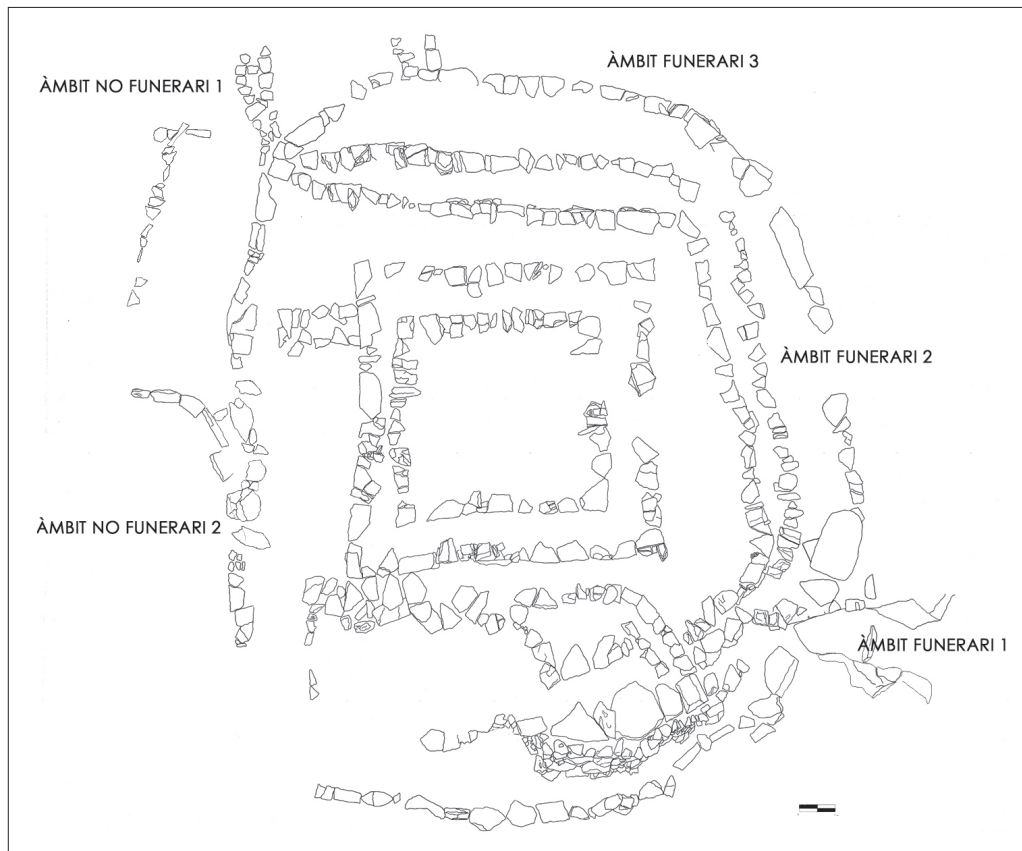 ÀMBIT FUNERARI 3
ÀMBIT NO FUNERARI 1
ÀMBIT FUNERARI 2
ÀMBIT NO FUNERARI 2
ÀMBIT FUNERARI 1